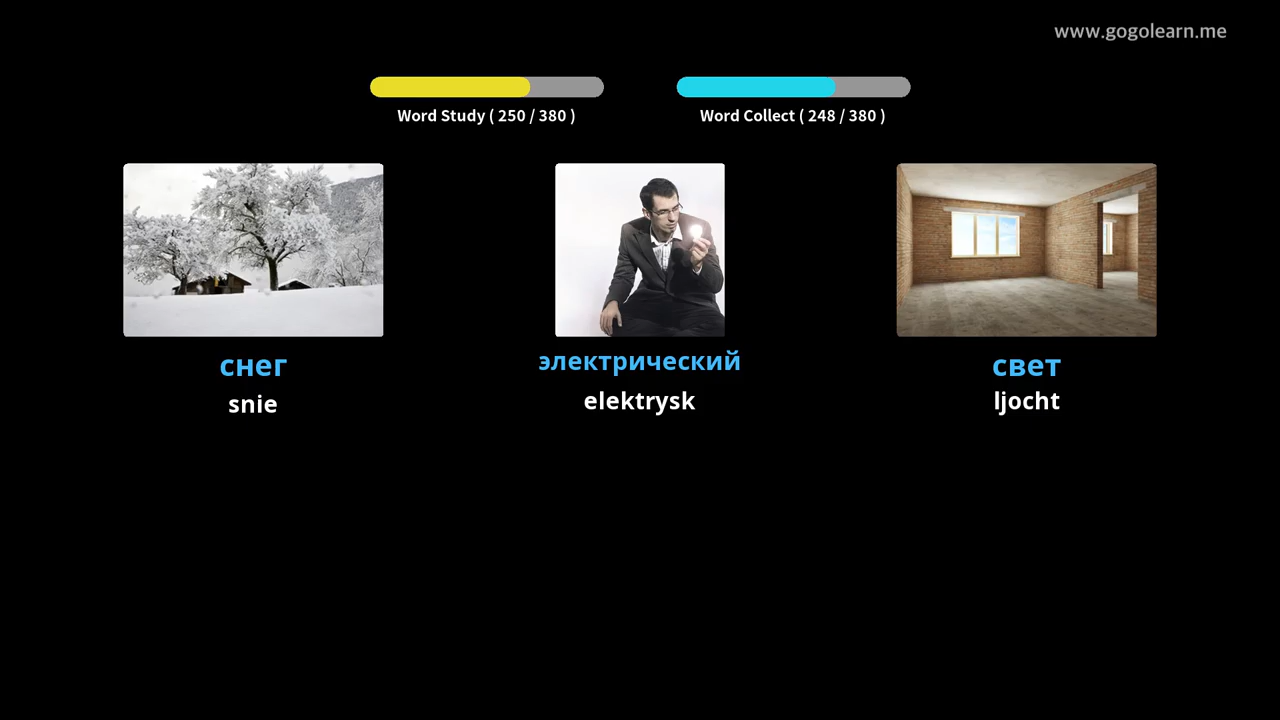 www.gogolearn.me
Word Study ( 250 / 380 )
Word Collect ( 248 / 380 )
снег
электрический
свет
snie
elektrysk
ljocht